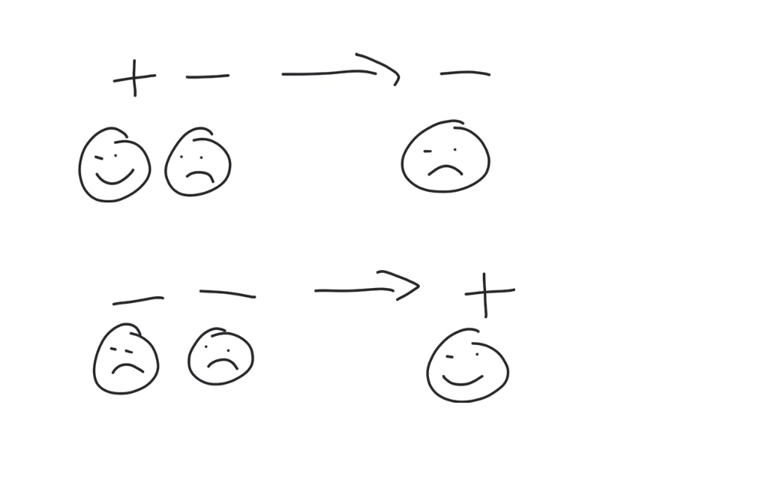 + − → −
− − → +